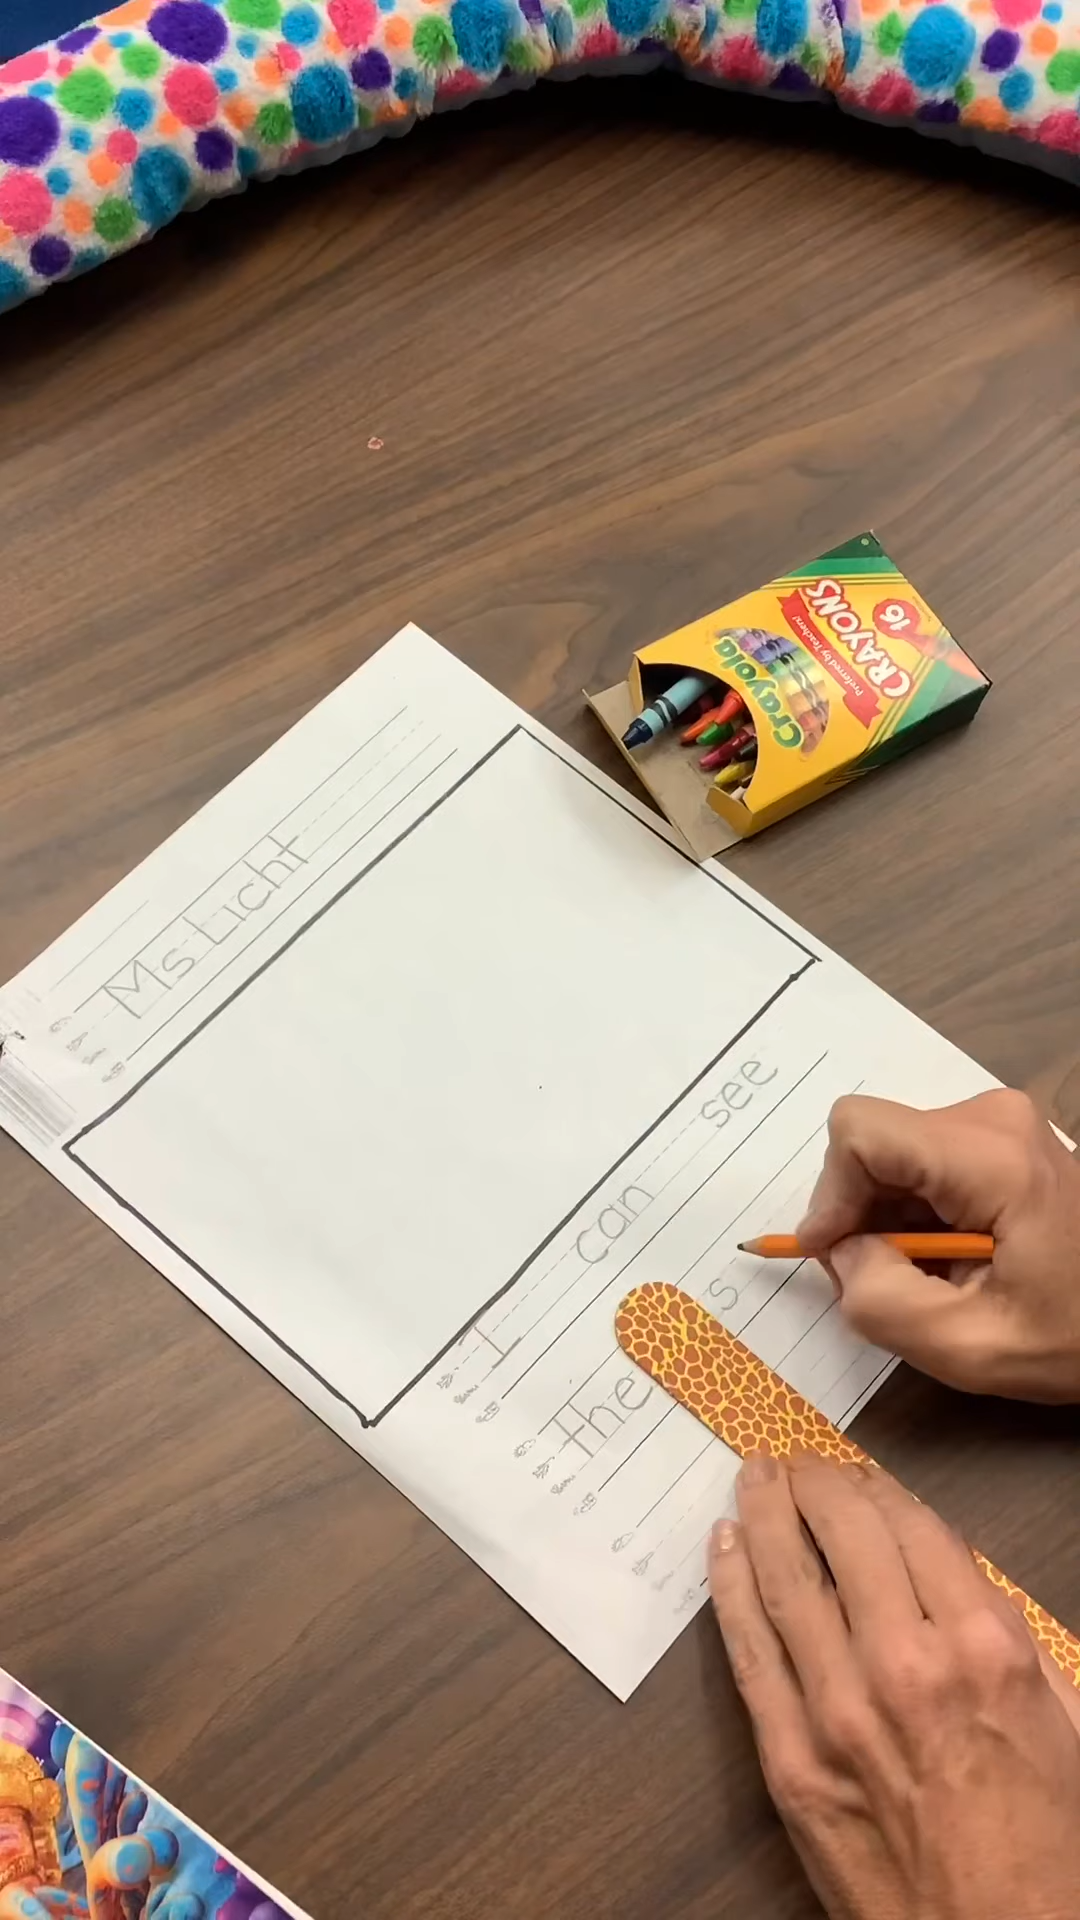 Ms Licht
I can see
the s
Crayola
CRAYONS
16
Preferred by Teachers!